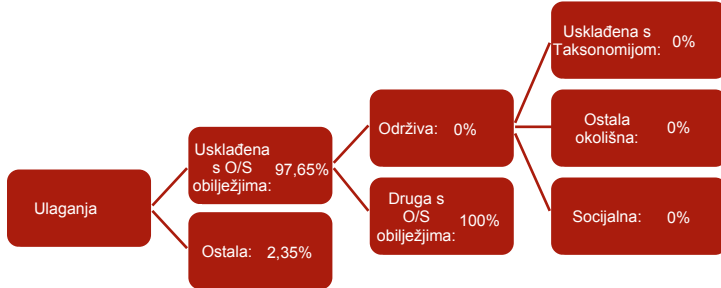 Ulaganja
Usklađena
s O/S
obilježjima: 97,65%
Ostala: 2,35%
Održiva: 0%
Druga s
O/S
obilježjima: 100%
Usklađena s
Taksonomijom: 0%
Ostala
okolišna: 0%
Socijalna: 0%